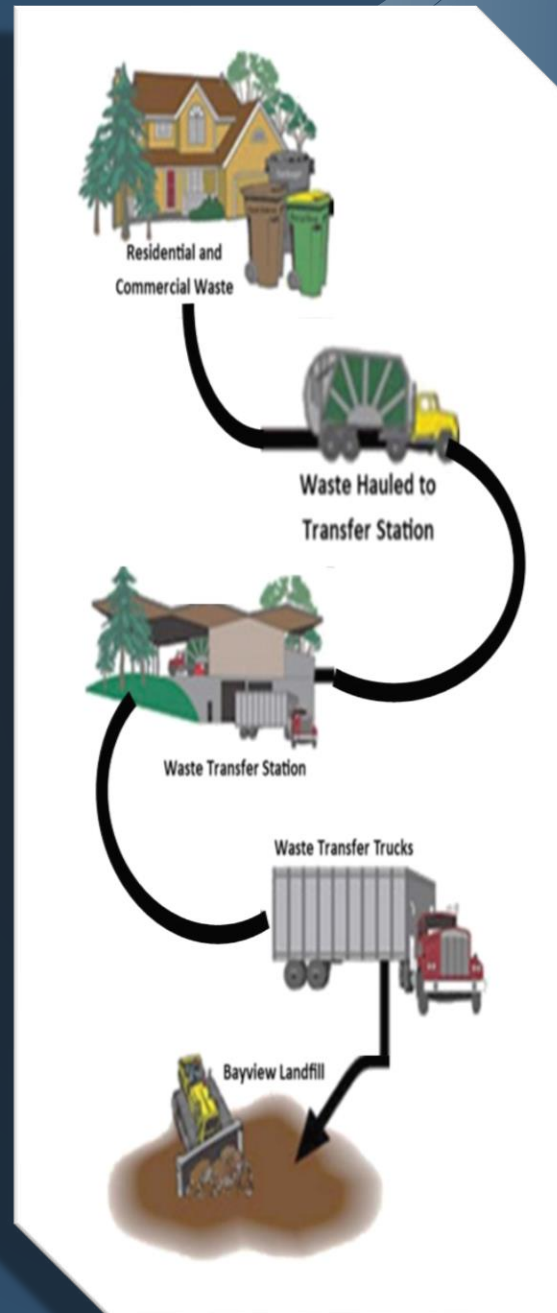 Residential and
Commercial Waste
Waste Hauled to
Transfer Station
Waste Transfer Station
Waste Transfer Trucks
Bayview Landfill